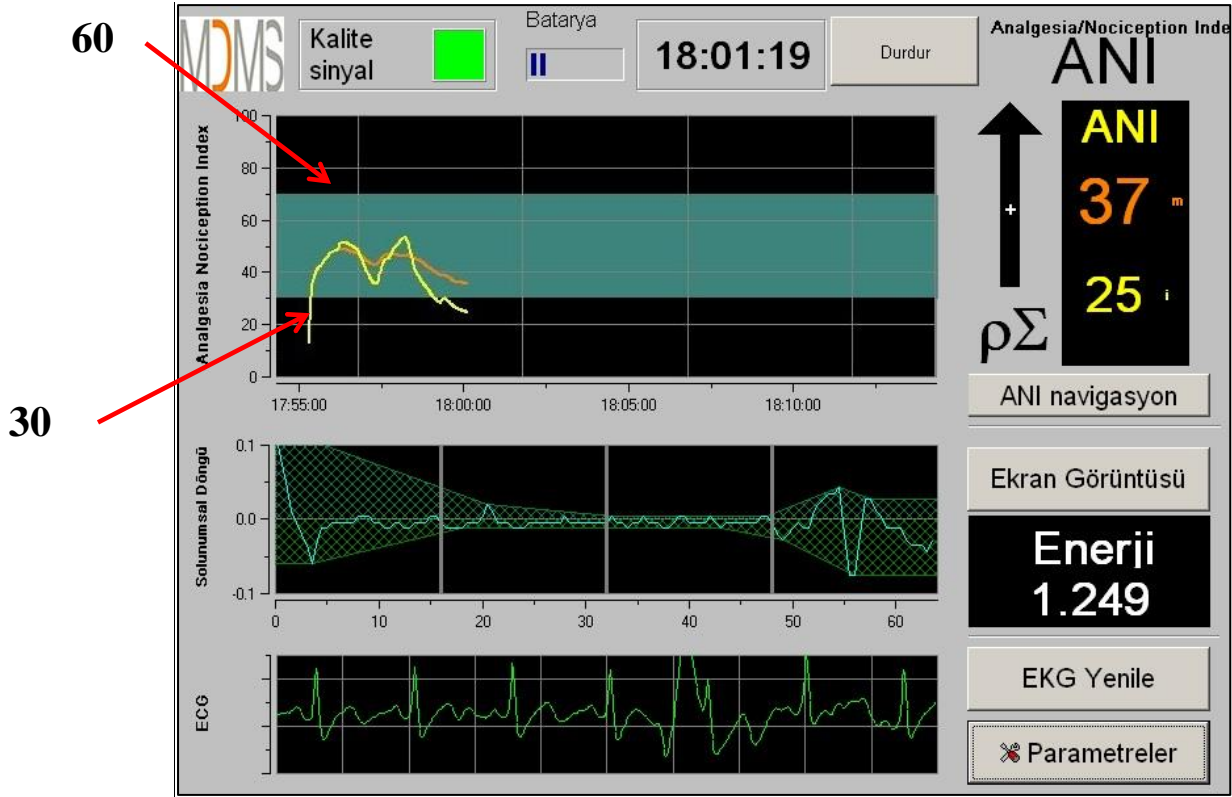 60
30
MDMS
Kalite
sinyal
Batarya
18:01:19
Durdur
Analgesia/Nociception Inde
ANI
Analgesia Nociception Index
100
80
60
40
20
0
17:55:00
18:00:00
18:05:00
18:10:00
+
ρΣ
ANI
37 m
25 i
ANI navigasyon
Solunumsal Döngü
0.1
0.0
-0.1
0
10
20
30
40
50
60
Ekran Görüntüsü
Enerji
1.249
ECG
EKG Yenile
Parametreler